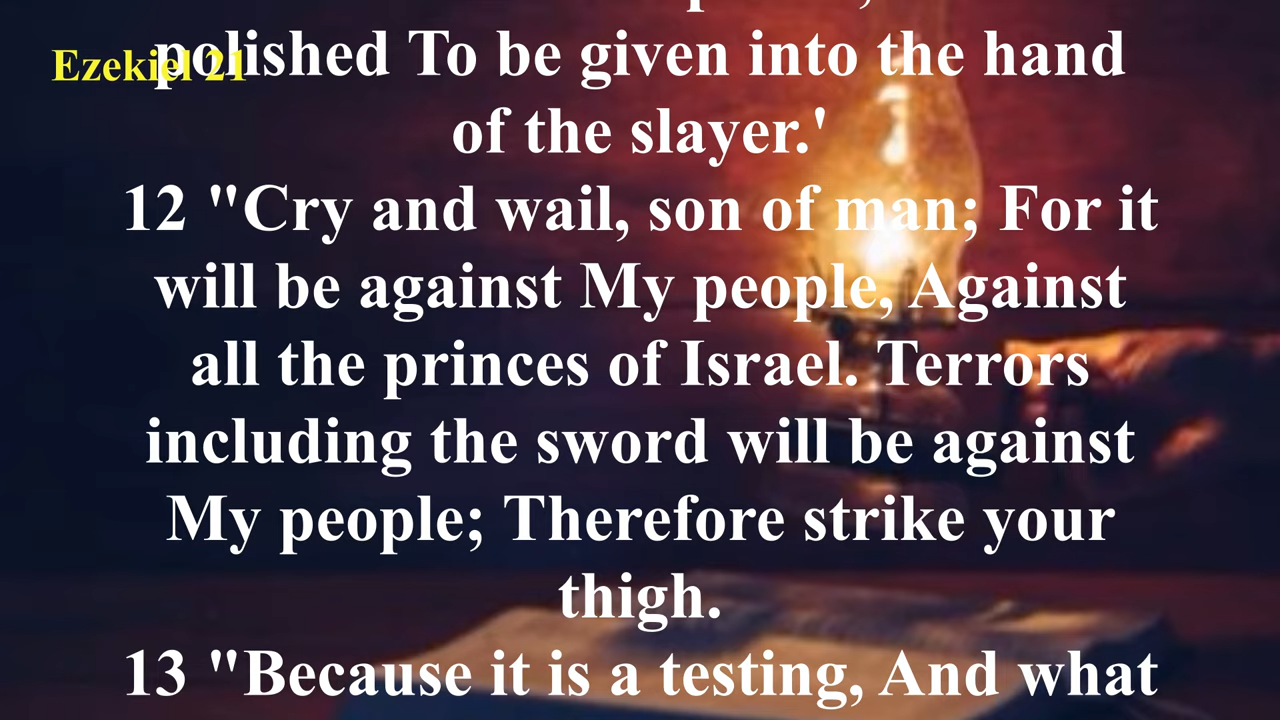 Ezekiel 21
polished To be given into the hand
of the slayer.'
12 "Cry and wail, son of man; For it
will be against My people, Against
all the princes of Israel. Terrors
including the sword will be against
My people; Therefore strike your
thigh.
13 "Because it is a testing, And what